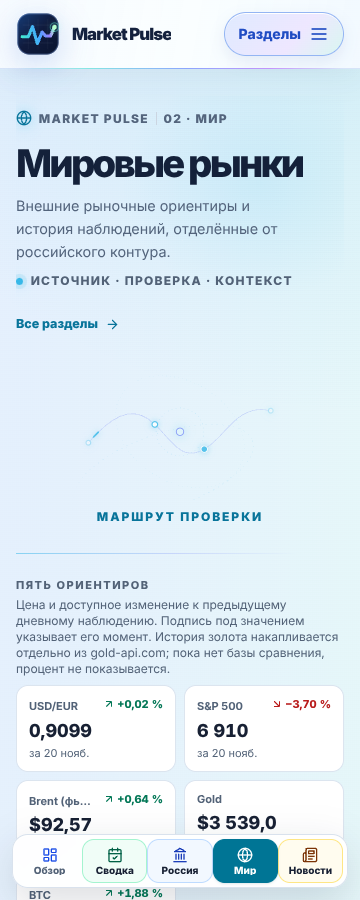 Market Pulse
Разделы
MARKET PULSE | 02 · МИР
Мировые рынки
Внешние рыночные ориентиры и
история наблюдений, отделённые от
российского контура.
ИСТОЧНИК · ПРОВЕРКА · КОНТЕКСТ
Все разделы →
МАРШРУТ ПРОВЕРКИ
ПЯТЬ ОРИЕНТИРОВ
Цена и доступное изменение к предыдущему
дневному наблюдению. Подпись под значением
указывает его момент. История золота накапливается
отдельно из gold-api.com; пока нет базы сравнения,
процент не показывается.
USD/EUR ↗ +0,02 %
0,9099
за 20 нояб.
S&P 500 ↘ −3,70 %
6 910
за 20 нояб.
Brent (фь... ↗ +0,64 %
$92,57
Gold
$3 539,0
BTC ↗ +1,88 %
Обзор
Сводка
Россия
Мир
Новости